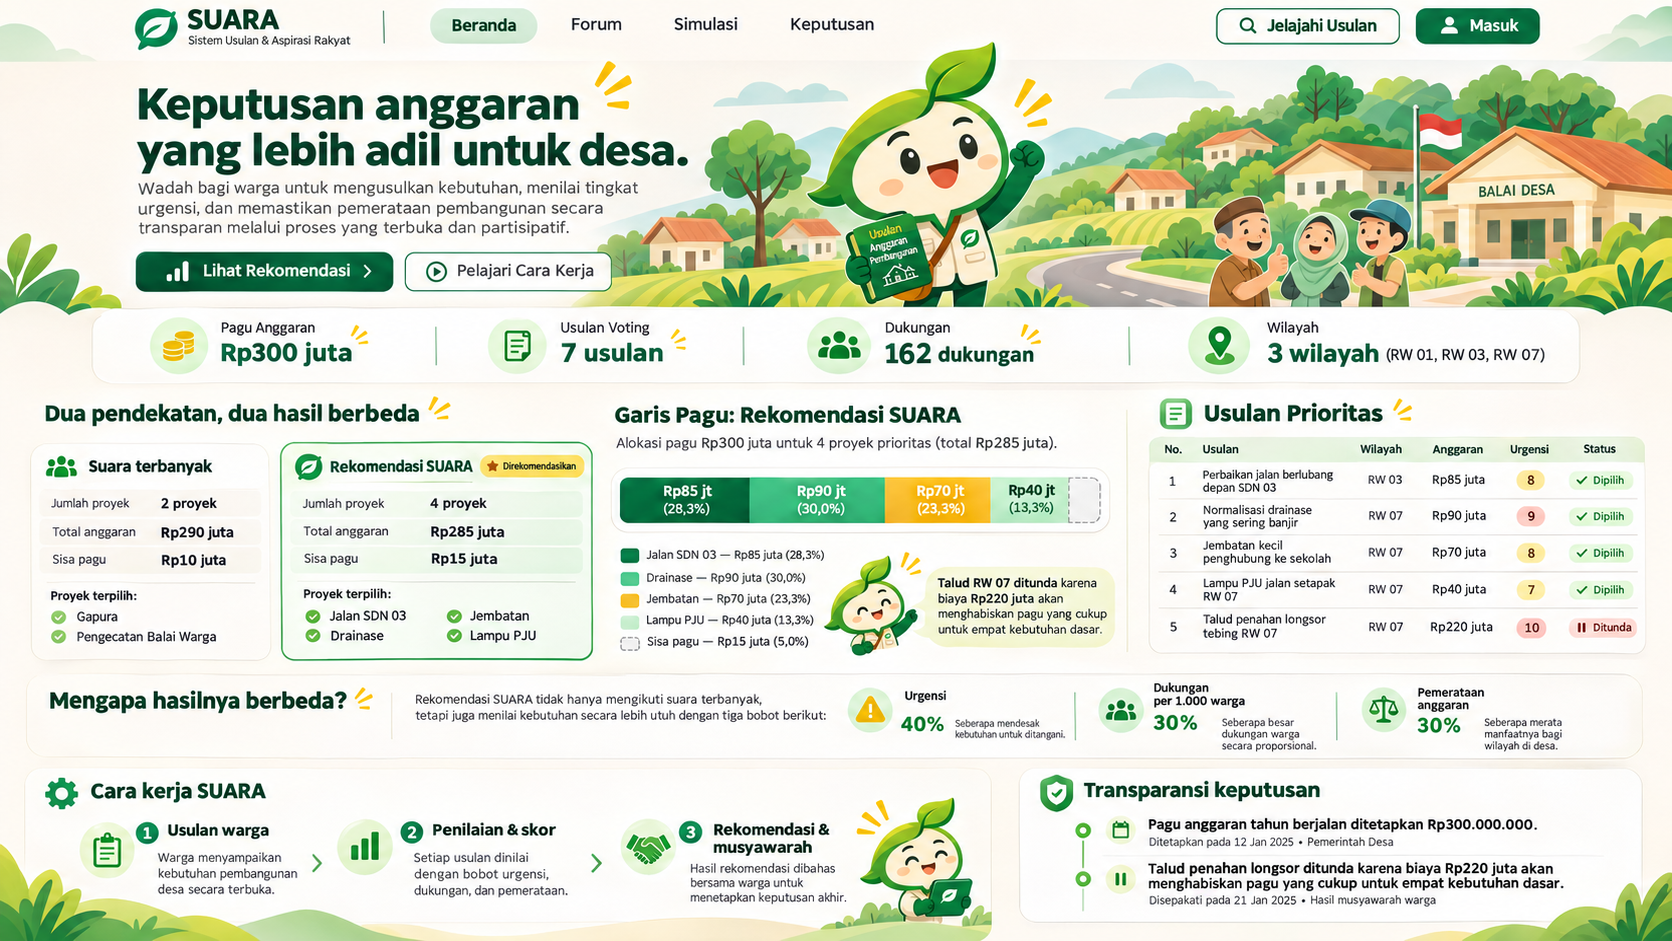 SUARA
Sistem Usulan & Aspirasi Rakyat
Beranda
Forum
Simulasi
Keputusan
Jelajahi Usulan
Masuk
Keputusan anggaran
yang lebih adil untuk desa.
Wadah bagi warga untuk mengusulkan kebutuhan, menilai tingkat
urgensi, dan memastikan pemerataan pembangunan secara
transparan melalui proses yang terbuka dan partisipatif.
Lihat Rekomendasi
Pelajari Cara Kerja
Usulan
Anggaran
Pembangunan
BALAI DESA
Pagu Anggaran
Rp300 juta
Usulan Voting
7 usulan
Dukungan
162 dukungan
Wilayah
3 wilayah (RW 01, RW 03, RW 07)
Dua pendekatan, dua hasil berbeda
Suara terbanyak
Jumlah proyek 2 proyek
Total anggaran Rp290 juta
Sisa pagu Rp10 juta
Proyek terpilih:
Gapura
Pengecatan Balai Warga
Rekomendasi SUARA
Direkomendasikan
Jumlah proyek 4 proyek
Total anggaran Rp285 juta
Sisa pagu Rp15 juta
Proyek terpilih:
Jalan SDN 03 Jembatan
Drainase Lampu PJU
Garis Pagu: Rekomendasi SUARA
Alokasi pagu Rp300 juta untuk 4 proyek prioritas (total Rp285 juta).
Rp85 jt Rp90 jt Rp70 jt Rp40 jt
(28,3%) (30,0%) (23,3%) (13,3%)
Jalan SDN 03 — Rp85 juta (28,3%)
Drainase — Rp90 juta (30,0%)
Jembatan — Rp70 juta (23,3%)
Lampu PJU — Rp40 juta (13,3%)
Sisa pagu — Rp15 juta (5,0%)
Talud RW 07 ditunda karena
biaya Rp220 juta akan
menghabiskan pagu yang cukup
untuk empat kebutuhan dasar.
Usulan Prioritas
No. Usulan Wilayah Anggaran Urgensi Status
1 Perbaikan jalan berlubang
depan SDN 03 RW 03 Rp85 juta 8 Dipilih
2 Normalisasi drainase
yang sering banjir RW 07 Rp90 juta 9 Dipilih
3 Jembatan kecil
penghubung ke sekolah RW 07 Rp70 juta 8 Dipilih
4 Lampu PJU jalan setapak
RW 07 RW 07 Rp40 juta 7 Dipilih
5 Talud penahan longsor
tebing RW 07 RW 07 Rp220 juta 10 Ditunda
Mengapa hasilnya berbeda?
Rekomendasi SUARA tidak hanya mengikuti suara terbanyak,
tetapi juga menilai kebutuhan secara lebih utuh dengan tiga bobot berikut:
Urgensi
40%
Seberapa mendesak
kebutuhan untuk ditangani.
Dukungan
per 1.000 warga
30%
Seberapa besar
dukungan warga
secara proporsional.
Pemerataan
anggaran
30%
Seberapa merata
manfaatnya bagi
wilayah di desa.
Cara kerja SUARA
1 Usulan warga
Warga menyampaikan
kebutuhan pembangunan
desa secara terbuka.
2 Penilaian & skor
Setiap usulan dinilai
dengan bobot urgensi,
dukungan, dan pemerataan.
3 Rekomendasi &
musyawarah
Hasil rekomendasi dibahas
bersama warga untuk
menetapkan keputusan akhir.
Transparansi keputusan
Pagu anggaran tahun berjalan ditetapkan Rp300.000.000.
Ditetapkan pada 12 Jan 2025 • Pemerintah Desa
Talud penahan longsor ditunda karena biaya Rp220 juta akan
menghabiskan pagu yang cukup untuk empat kebutuhan dasar.
Disepakati pada 21 Jan 2025 • Hasil musyawarah warga